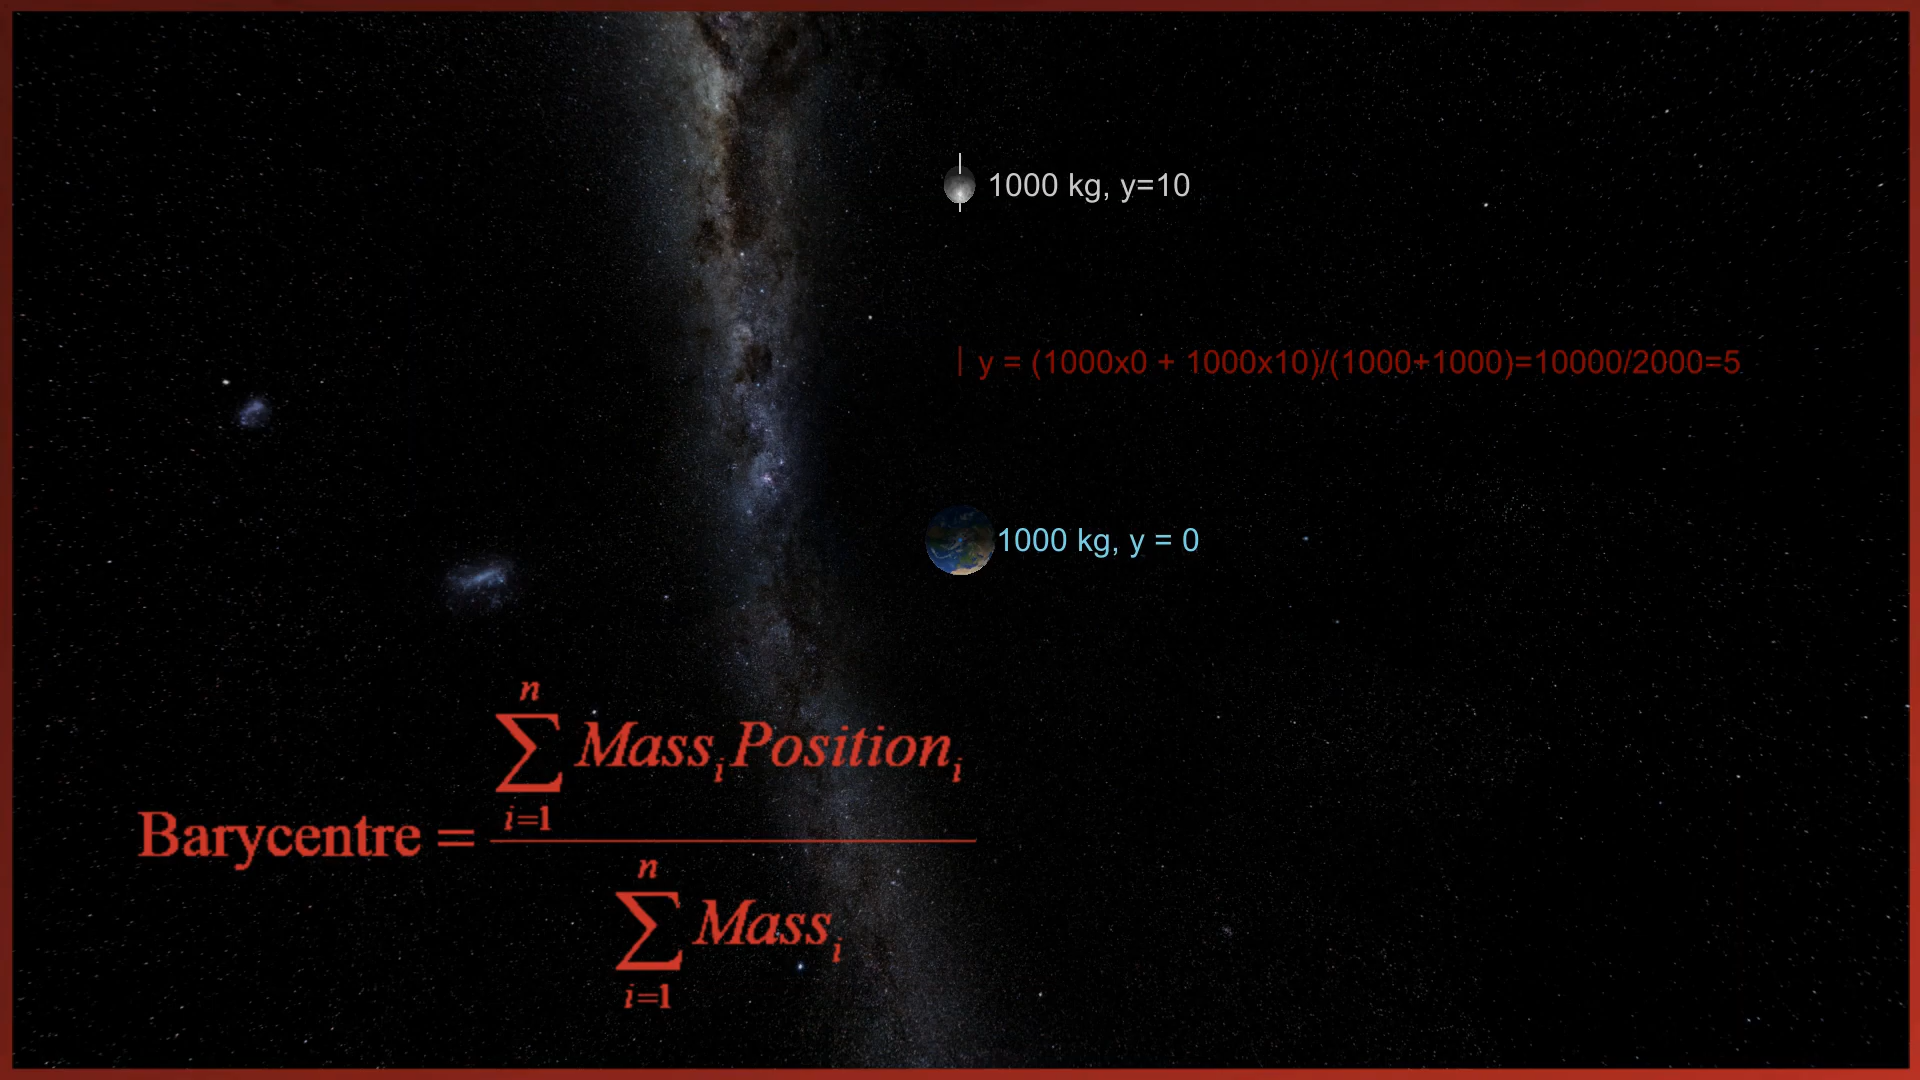 1000 kg, y=10
y = (1000x0 + 1000x10)/(1000+1000)=10000/2000=5
1000 kg, y = 0
n
∑ Mass_i Position_i
i=1
Barycentre =
n
∑ Mass_i
i=1